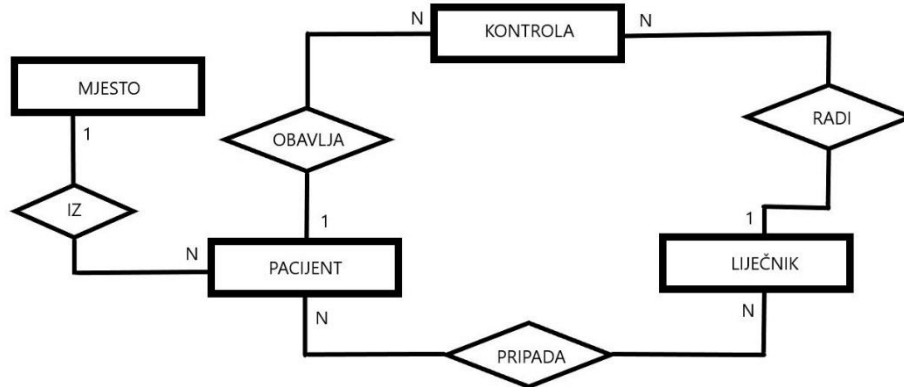 N
KONTROLA
N
MJESTO
1
OBAVLJA
RADI
IZ
1
1
N
PACIJENT
LIJEČNIK
N
N
PRIPADA